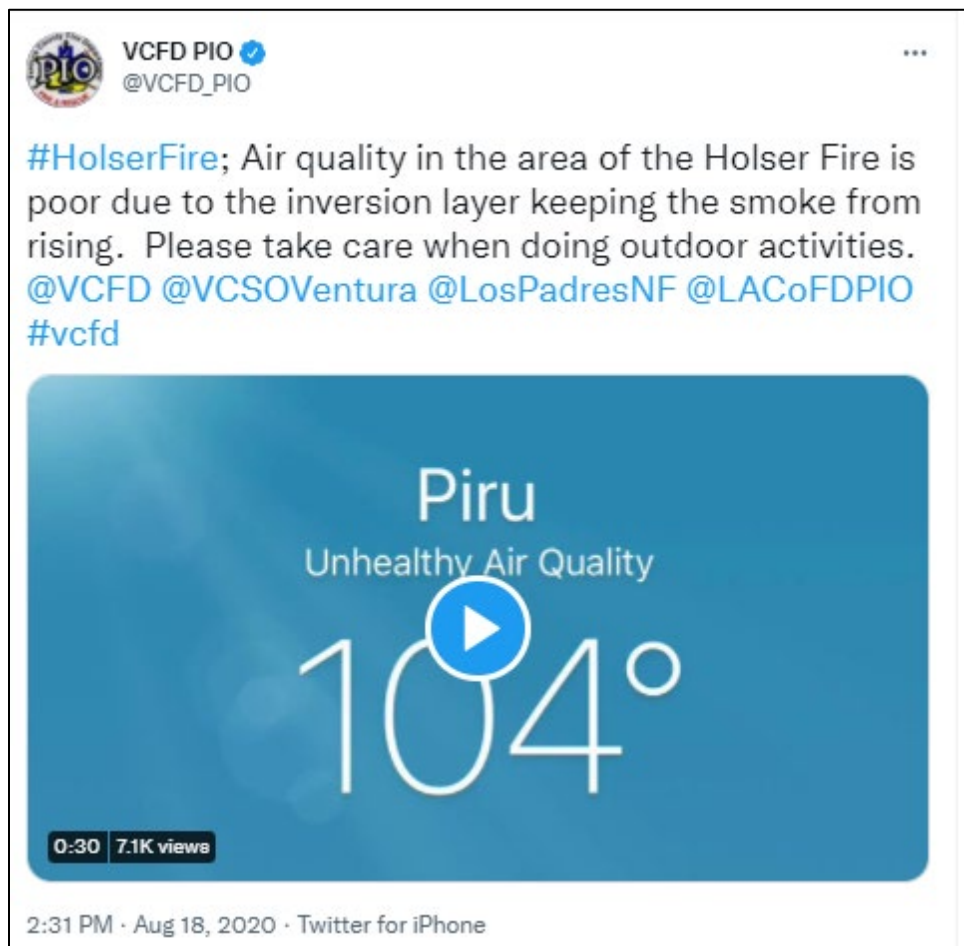 VCFD PIO
@VCFD_PIO
#HolserFire; Air quality in the area of the Holser Fire is
poor due to the inversion layer keeping the smoke from
rising.  Please take care when doing outdoor activities.
@VCFD @VCSOVentura @LosPadresNF @LACoFDPIO
#vcfd
Piru
Unhealthy Air Quality
104°
0:30 7.1K views
2:31 PM · Aug 18, 2020 · Twitter for iPhone
PIO